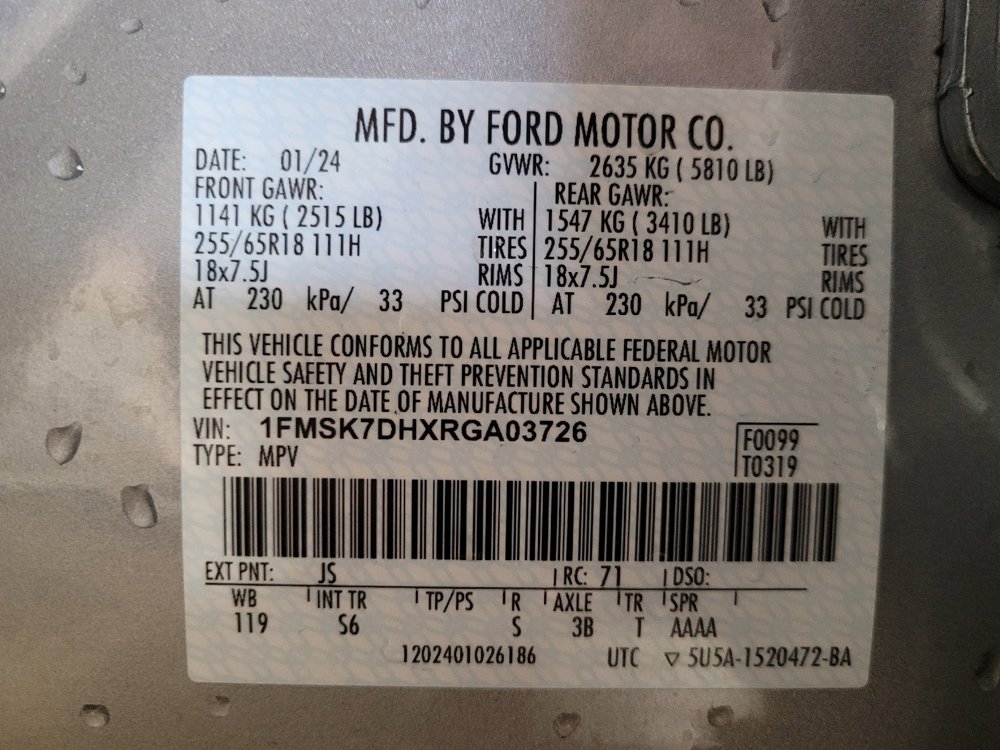 MFD. BY FORD MOTOR CO.
DATE: 01/24 GVWR: 2635 KG ( 5810 LB)
FRONT GAWR: REAR GAWR:
1141 KG ( 2515 LB) WITH 1547 KG ( 3410 LB) WITH
255/65R18 111H TIRES 255/65R18 111H TIRES
18x7.5J RIMS 18x7.5J RIMS
AT 230 kPa/ 33 PSI COLD AT 230 kPa/ 33 PSI COLD
THIS VEHICLE CONFORMS TO ALL APPLICABLE FEDERAL MOTOR
VEHICLE SAFETY AND THEFT PREVENTION STANDARDS IN
EFFECT ON THE DATE OF MANUFACTURE SHOWN ABOVE.
VIN: 1FMSK7DHXRGA03726
TYPE: MPV
F0099
T0319
EXT PNT: JS RC: 71 DSO:
WB INT TR TP/PS R AXLE TR SPR
119 S6 S 3B T AAAA
1202401026186 UTC ▽ 5U5A-1520472-BA